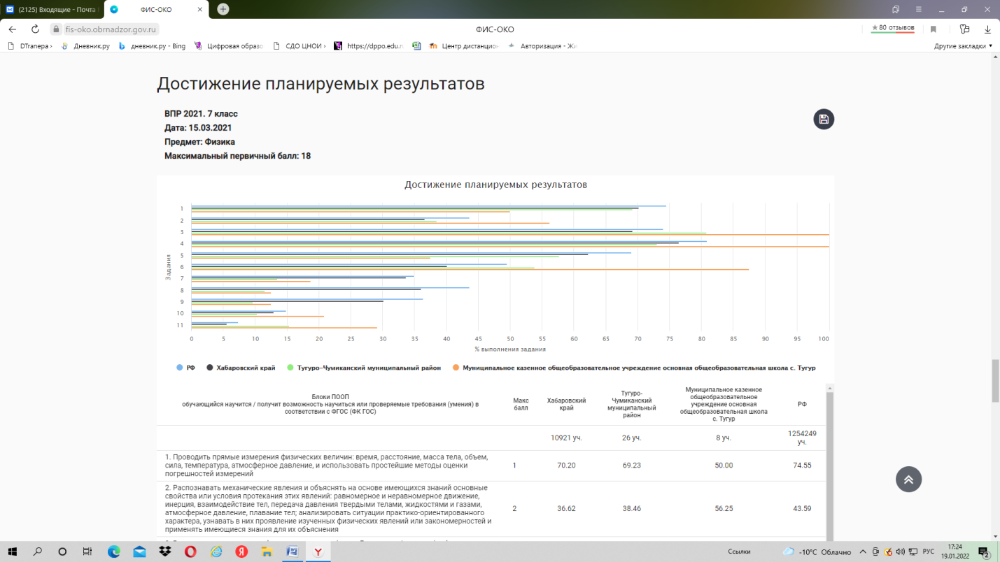 (2125) Входящие - Почта
ФИС-ОКО
fis-oko.obrnadzor.gov.ru
ФИС-ОКО
★ 80 отзывов
DTranepa ›
Дневник.ру
дневник.ру - Bing
Цифровая образо
СДО ЦНОИ ›
https://dppo.edu.ru
Центр дистанцион
Авторизация - Жи
Другие закладки
Достижение планируемых результатов
ВПР 2021. 7 класс
Дата: 15.03.2021
Предмет: Физика
Максимальный первичный балл: 18
Достижение планируемых результатов
Задания
1
2
3
4
5
6
7
8
9
10
11
0 5 10 15 20 25 30 35 40 45 50 55 60 65 70 75 80 85 90 95 100
% выполнения задания
РФ Хабаровский край Тугуро-Чумиканский муниципальный район Муниципальное казенное общеобразовательное учреждение основная общеобразовательная школа с. Тугур
Блоки ПООП
обучающийся научится / получит возможность научиться или проверяемые требования (умения) в
соответствии с ФГОС (ФК ГОС)
Макс
балл
Хабаровский
край
Тугуро-
Чумиканский
муниципальный
район
Муниципальное казенное
общеобразовательное
учреждение основная
общеобразовательная школа
с. Тугур
РФ
10921 уч.
26 уч.
8 уч.
1254249
уч.
1. Проводить прямые измерения физических величин: время, расстояние, масса тела, объем,
сила, температура, атмосферное давление, и использовать простейшие методы оценки
погрешностей измерений
1
70.20
69.23
50.00
74.55
2. Распознавать механические явления и объяснять на основе имеющихся знаний основные
свойства или условия протекания этих явлений: равномерное и неравномерное движение,
инерция, взаимодействие тел, передача давления твердыми телами, жидкостями и газами,
атмосферное давление, плавание тел; анализировать ситуации практико-ориентированного
характера, узнавать в них проявление изученных физических явлений или закономерностей и
применять имеющиеся знания для их объяснения
2
36.62
38.46
56.25
43.59
Ссылки
-10°C Облачно
РУС
17:24
19.01.2022
2